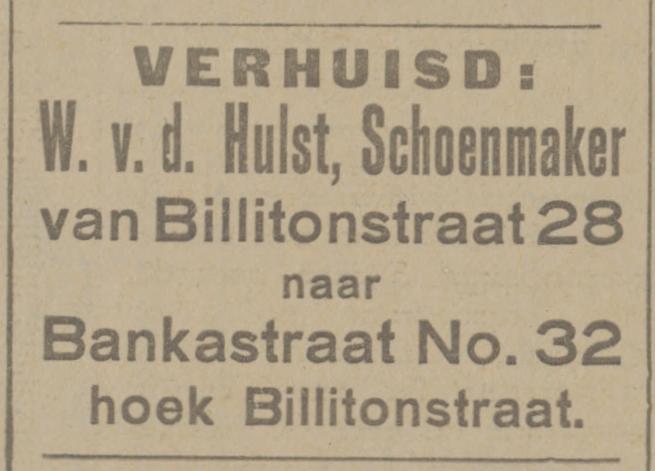 VERHUISD:
W. v. d. Hulst, Schoenmaker
van Billitonstraat 28
naar
Bankastraat No. 32
hoek Billitonstraat.